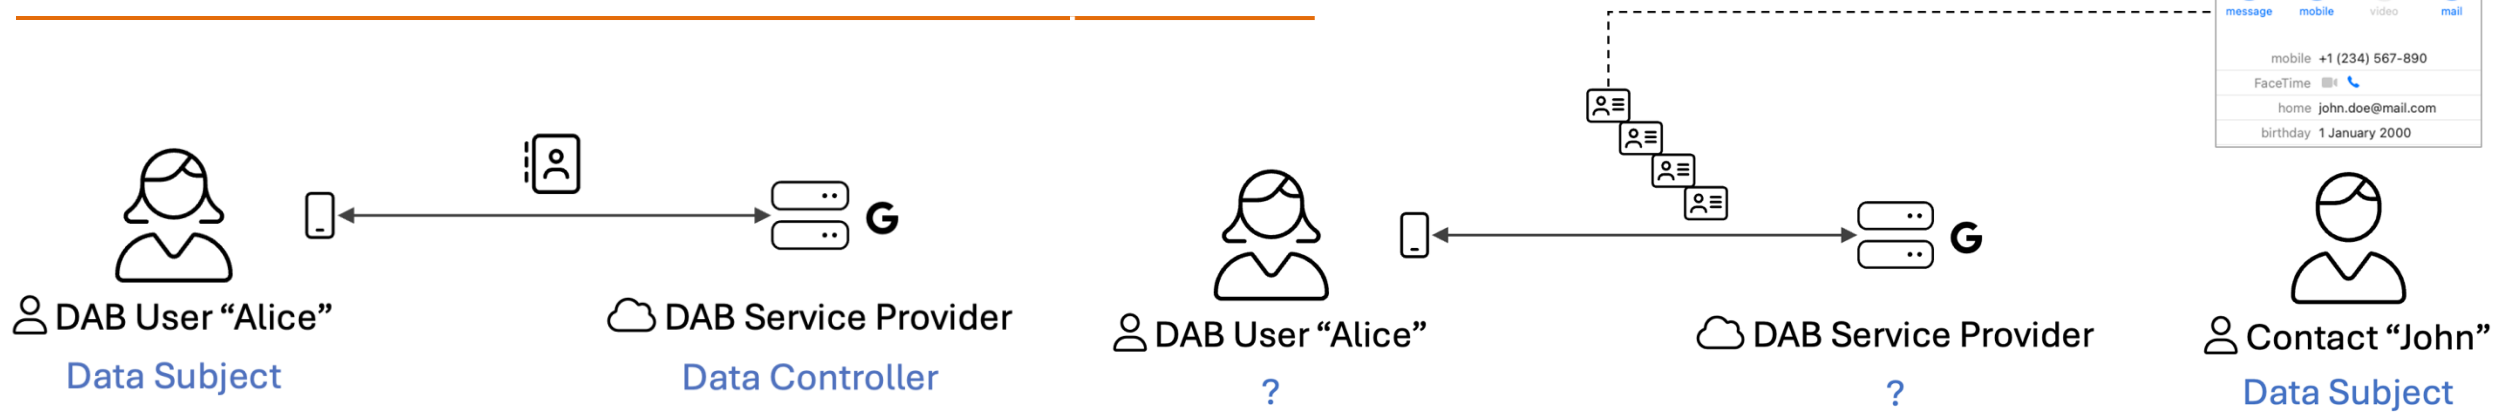 message mobile video mail
mobile +1 (234) 567-890
FaceTime
home john.doe@mail.com
birthday 1 January 2000
G
G
DAB User “Alice”
DAB Service Provider
Data Subject
Data Controller
DAB User “Alice”
DAB Service Provider
Contact “John”
?
?
Data Subject